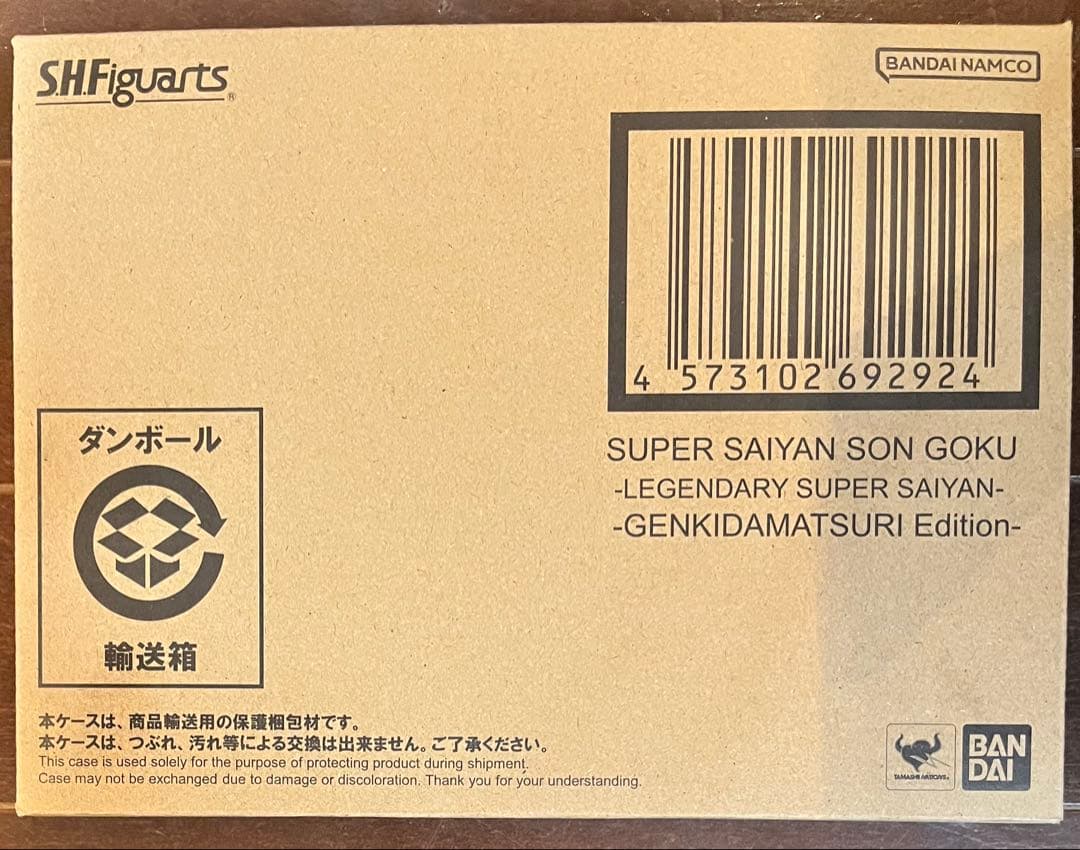 S.H.Figuarts®
BANDAI NAMCO
4 573102 692924
SUPER SAIYAN SON GOKU
-LEGENDARY SUPER SAIYAN-
-GENKIDAMATSURI Edition-
ダンボール
輸送箱
本ケースは、商品輸送用の保護梱包材です。
本ケースは、つぶれ、汚れ等による交換は出来ません。ご了承ください。
This case is used solely for the purpose of protecting product during shipment.
Case may not be exchanged due to damage or discoloration. Thank you for your understanding.
TAMASHII NATIONS
BAN
DAI